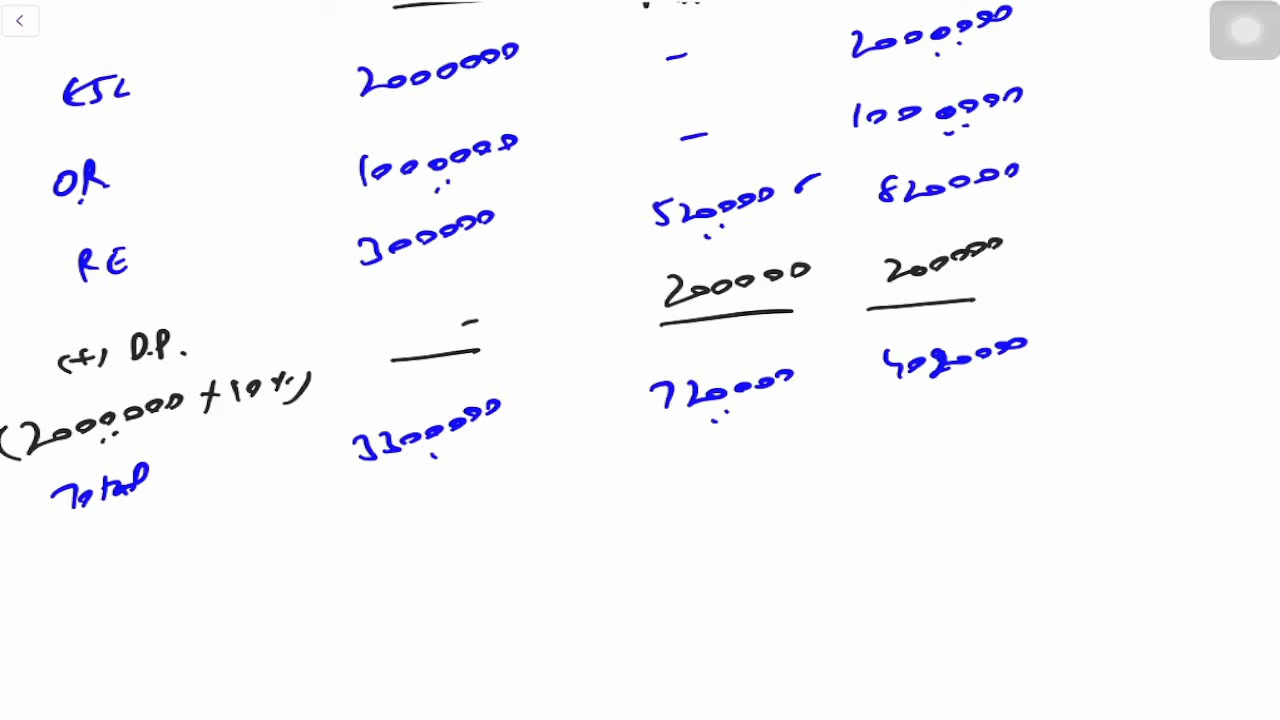 ESC 2000000 - 2000000
OR 1000000 - 1000000
RE 300000 520000 820000
(+) D.P. - 200000 200000
(2000000 + 10%)
Total 3300000 720000 4020000